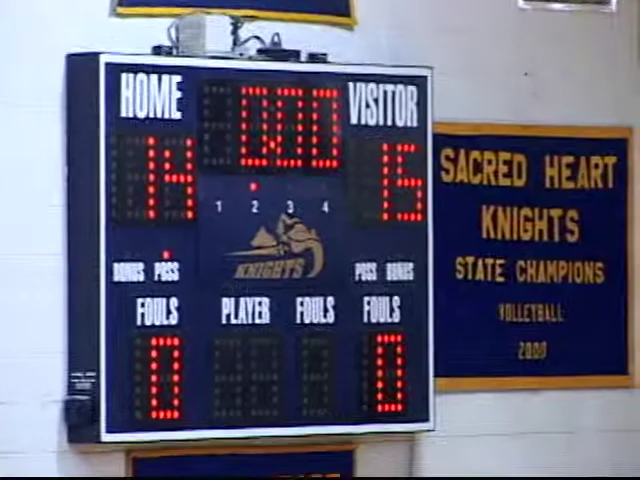 HOME 0:00 VISITOR
14 15
1 2 3 4
KNIGHTS
BONUS POSS POSS BONUS
FOULS PLAYER FOULS FOULS
0 0
SACRED HEART
KNIGHTS
STATE CHAMPIONS
VOLLEYBALL
2000